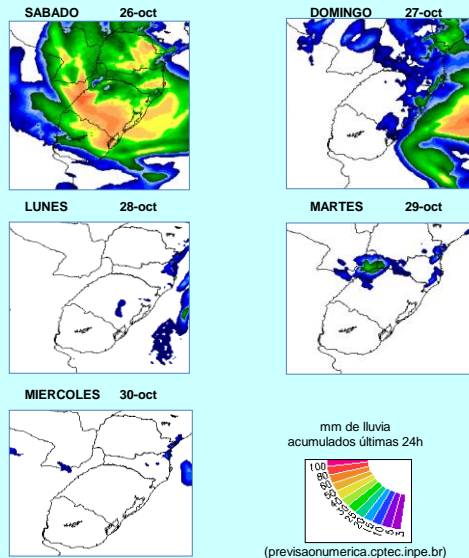 SABADO 26-oct
DOMINGO 27-oct
LUNES 28-oct
MARTES 29-oct
MIERCOLES 30-oct
mm de lluvia
acumulados últimas 24h
100
80
(previsaonumerica.cptec.inpe.br)